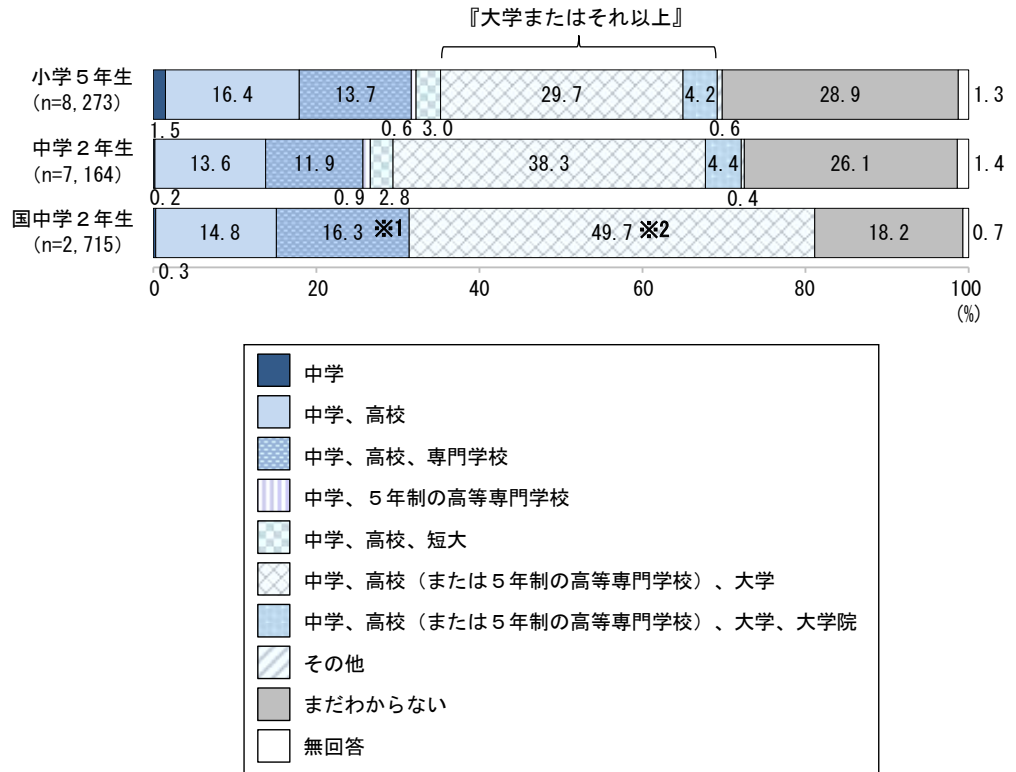 『大学またはそれ以上』
小学５年生
(n=8,273)
16.4
13.7
29.7
4.2
28.9
1.3
1.5
0.6
3.0
0.6
中学２年生
(n=7,164)
13.6
11.9
38.3
4.4
26.1
1.4
0.2
0.9
2.8
0.4
国中学２年生
(n=2,715)
14.8
16.3 ※1
49.7 ※2
18.2
0.7
0.3
0 20 40 60 80 100
(%)
中学
中学、高校
中学、高校、専門学校
中学、５年制の高等専門学校
中学、高校、短大
中学、高校（または５年制の高等専門学校）、大学
中学、高校（または５年制の高等専門学校）、大学、大学院
その他
まだわからない
無回答